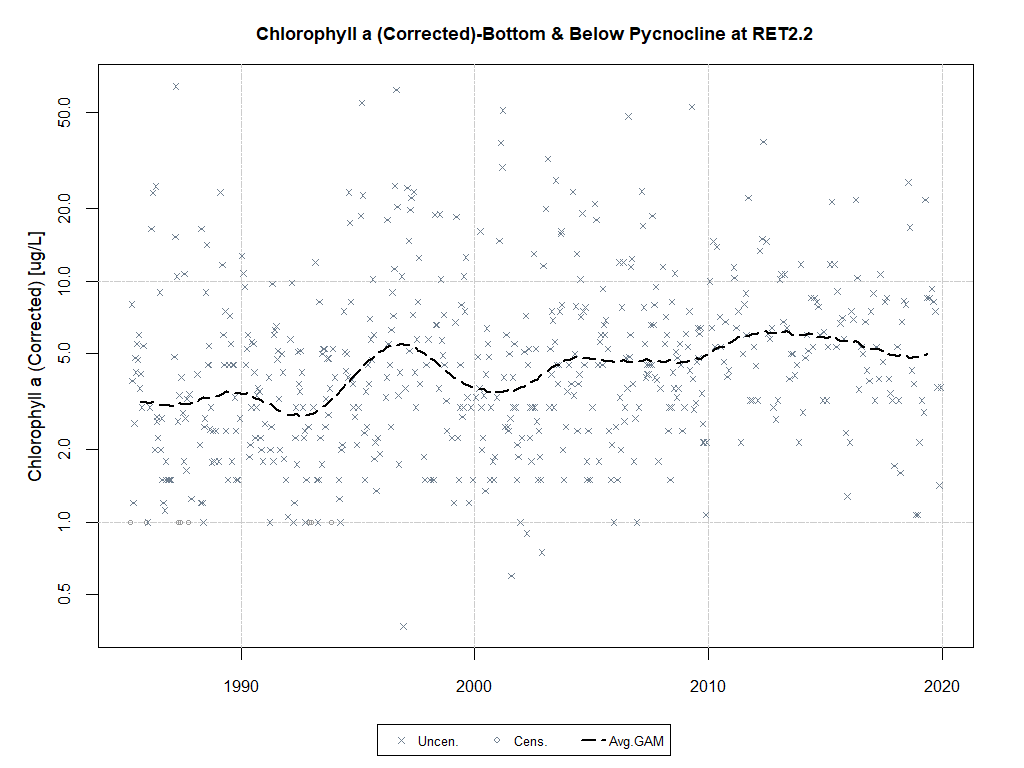 Chlorophyll a (Corrected)-Bottom & Below Pycnocline at RET2.2
Chlorophyll a (Corrected) [ug/L]
50.0
20.0
10.0
5.0
2.0
1.0
0.5
1990 2000 2010 2020
Uncen. Cens. Avg.GAM